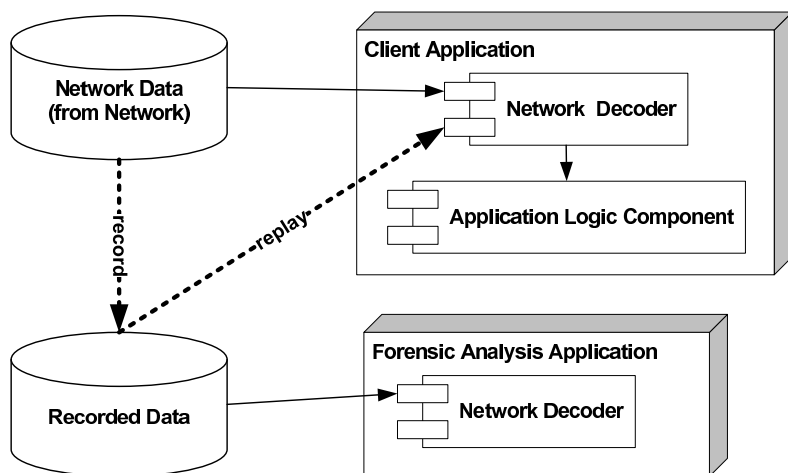 Network Data
(from Network)
Client Application
Network Decoder
Application Logic Component
record
replay
Recorded Data
Forensic Analysis Application
Network Decoder